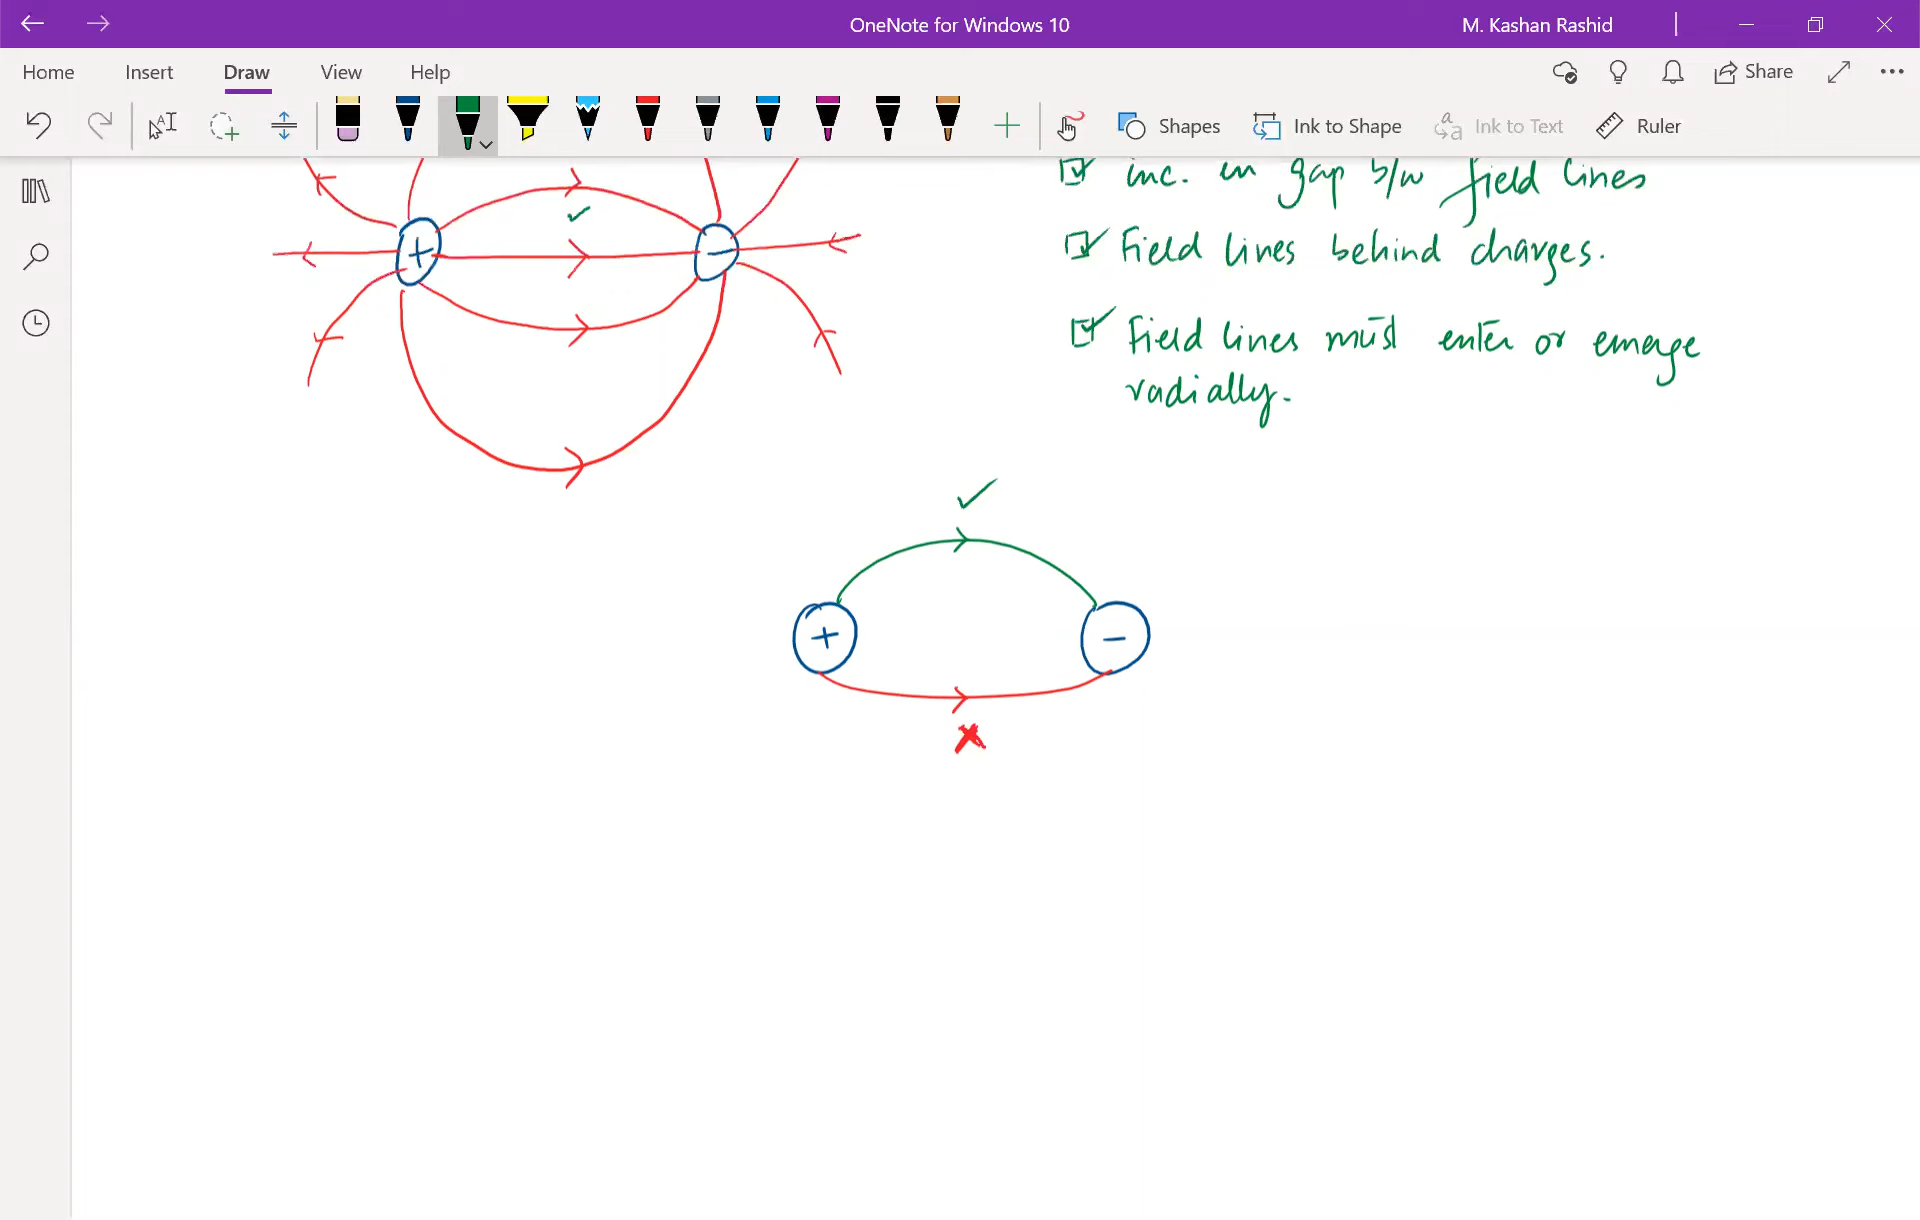 OneNote for Windows 10
M. Kashan Rashid
Home Insert Draw View Help
Share
Shapes Ink to Shape Ink to Text Ruler
inc. in gap b/w field lines
Field lines behind charges.
Field lines must enter or emerge
radially.
+ −
+ −